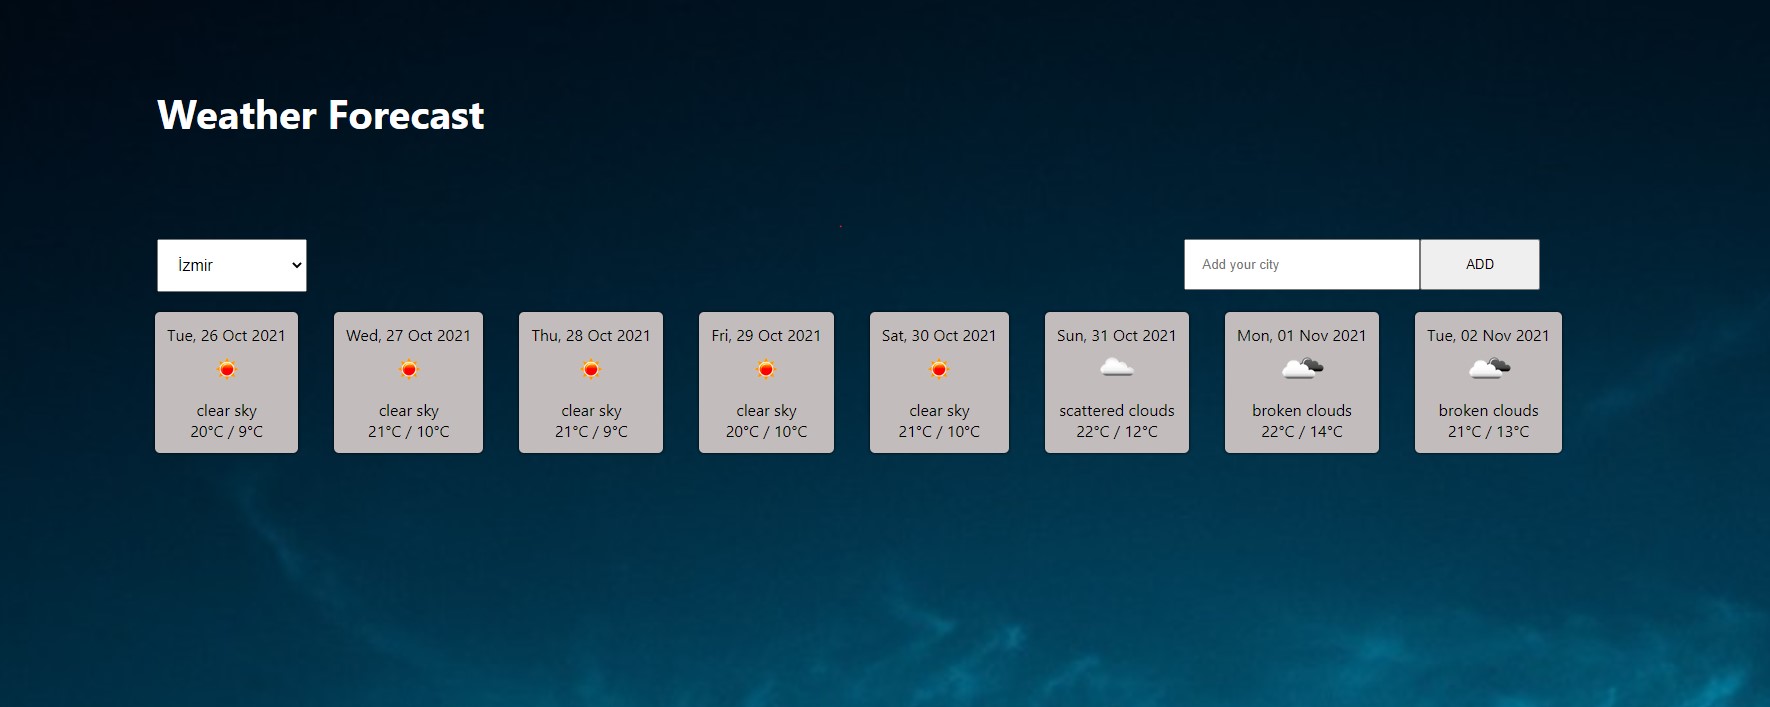 Weather Forecast
İzmir
Add your city
ADD
Tue, 26 Oct 2021
clear sky
20°C / 9°C
Wed, 27 Oct 2021
clear sky
21°C / 10°C
Thu, 28 Oct 2021
clear sky
21°C / 9°C
Fri, 29 Oct 2021
clear sky
20°C / 10°C
Sat, 30 Oct 2021
clear sky
21°C / 10°C
Sun, 31 Oct 2021
scattered clouds
22°C / 12°C
Mon, 01 Nov 2021
broken clouds
22°C / 14°C
Tue, 02 Nov 2021
broken clouds
21°C / 13°C